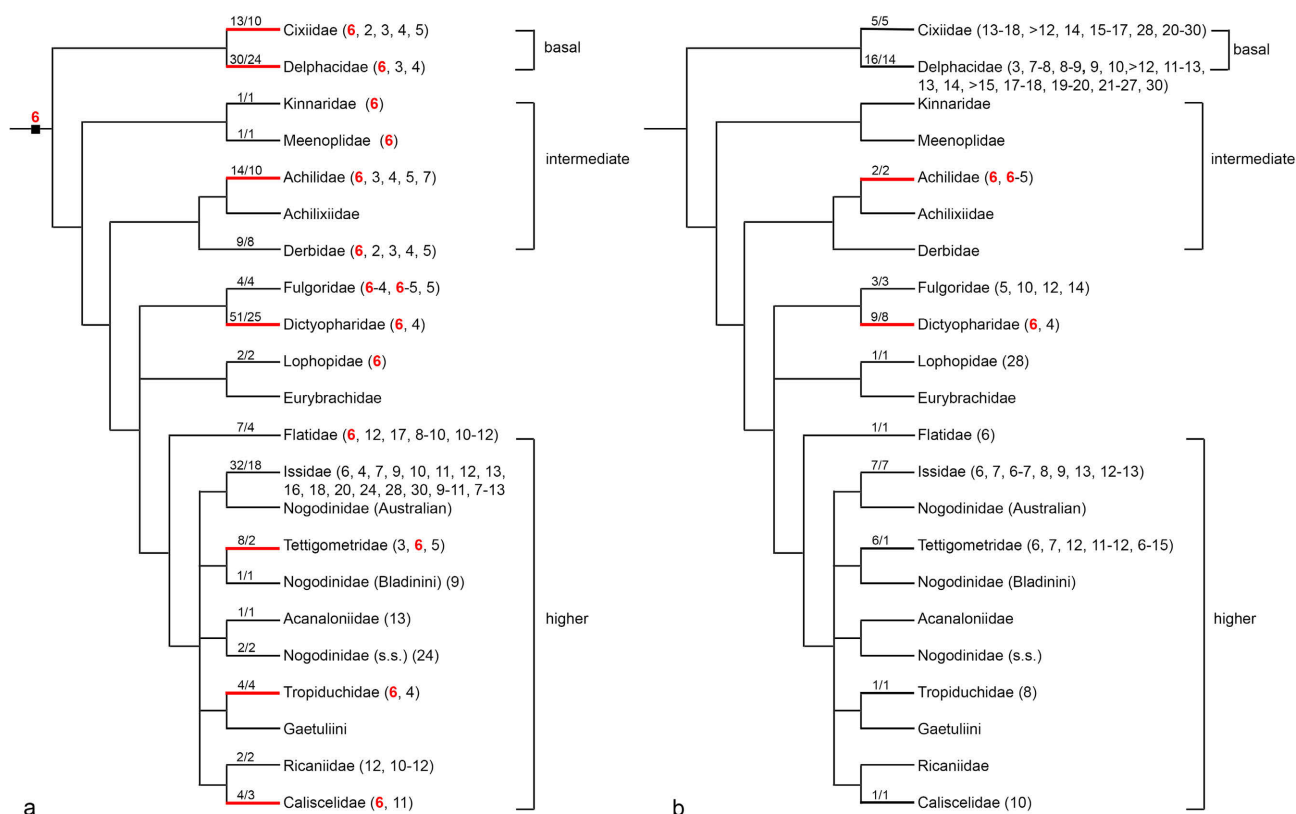 13/10
Cixiidae (6, 2, 3, 4, 5)
basal
30/24
Delphacidae (6, 3, 4)
1/1
Kinnaridae (6)
6
1/1
Meenoplidae (6)
intermediate
14/10
Achilidae (6, 3, 4, 5, 7)
Achilixiidae
9/8
Derbidae (6, 2, 3, 4, 5)
4/4
Fulgoridae (6-4, 6-5, 5)
51/25
Dictyopharidae (6, 4)
2/2
Lophopidae (6)
Eurybrachidae
7/4
Flatidae (6, 12, 17, 8-10, 10-12)
32/18
Issidae (6, 4, 7, 9, 10, 11, 12, 13,
16, 18, 20, 24, 28, 30, 9-11, 7-13
Nogodinidae (Australian)
8/2
Tettigometridae (3, 6, 5)
1/1
Nogodinidae (Bladinini) (9)
higher
1/1
Acanaloniidae (13)
2/2
Nogodinidae (s.s.) (24)
4/4
Tropiduchidae (6, 4)
Gaetuliini
2/2
Ricaniidae (12, 10-12)
4/3
Caliscelidae (6, 11)
a
5/5
Cixiidae (13-18, >12, 14, 15-17, 28, 20-30)
basal
16/14
Delphacidae (3, 7-8, 8-9, 9, 10,>12, 11-13,
13, 14, >15, 17-18, 19-20, 21-27, 30)
Kinnaridae
Meenoplidae
intermediate
2/2
Achilidae (6, 6-5)
Achilixiidae
Derbidae
3/3
Fulgoridae (5, 10, 12, 14)
9/8
Dictyopharidae (6, 4)
1/1
Lophopidae (28)
Eurybrachidae
1/1
Flatidae (6)
7/7
Issidae (6, 7, 6-7, 8, 9, 13, 12-13)
Nogodinidae (Australian)
6/1
Tettigometridae (6, 7, 12, 11-12, 6-15)
Nogodinidae (Bladinini)
higher
Acanaloniidae
Nogodinidae (s.s.)
1/1
Tropiduchidae (8)
Gaetuliini
Ricaniidae
1/1
Caliscelidae (10)
b